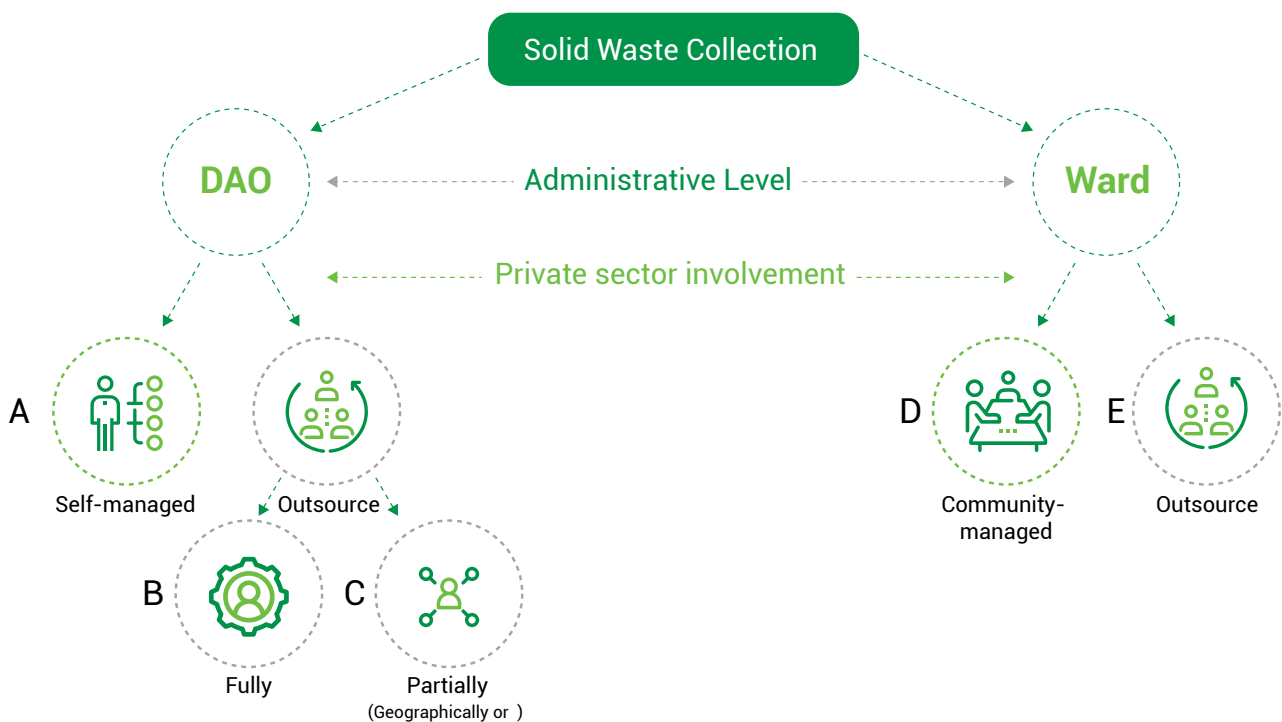 Solid Waste Collection
DAO
Administrative Level
Ward
Private sector involvement
A
D
E
Self-managed
Outsource
Community-
managed
Outsource
B
C
Fully
Partially
(Geographically or )